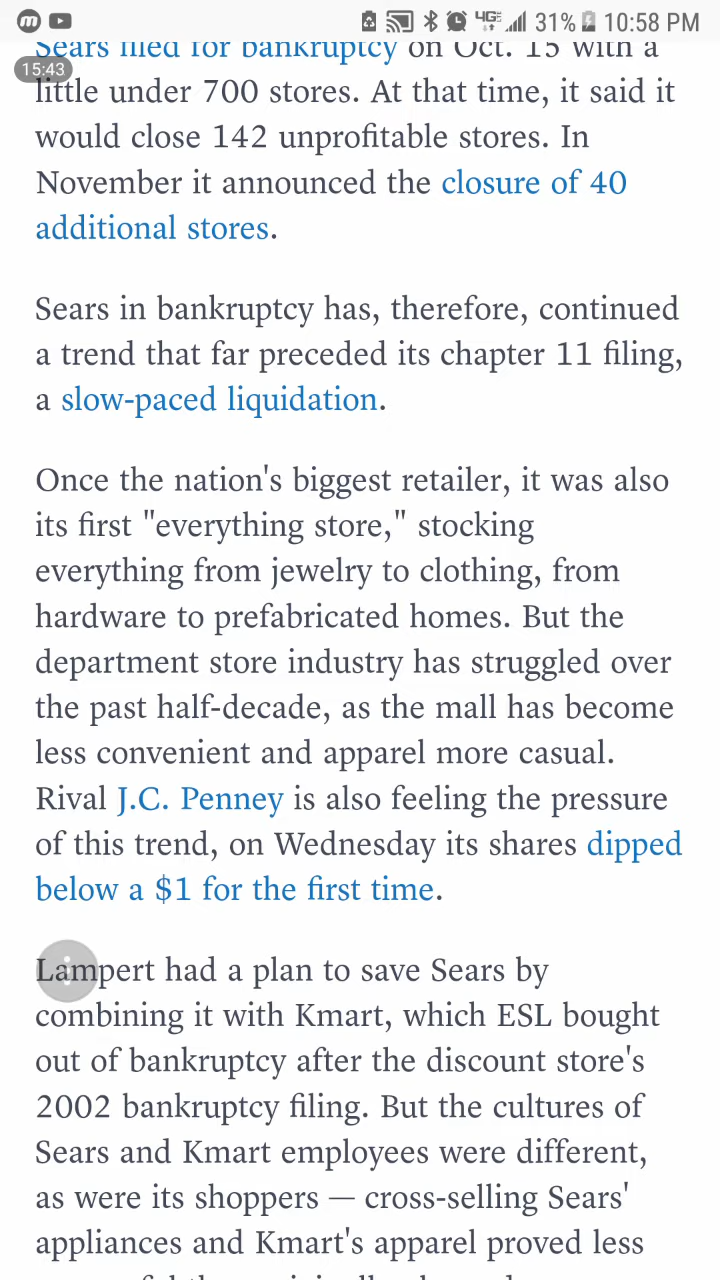 31% 10:58 PM
Sears filed for bankruptcy on Oct. 15 with a
15:43
little under 700 stores. At that time, it said it
would close 142 unprofitable stores. In
November it announced the closure of 40
additional stores.
Sears in bankruptcy has, therefore, continued
a trend that far preceded its chapter 11 filing,
a slow-paced liquidation.
Once the nation's biggest retailer, it was also
its first "everything store," stocking
everything from jewelry to clothing, from
hardware to prefabricated homes. But the
department store industry has struggled over
the past half-decade, as the mall has become
less convenient and apparel more casual.
Rival J.C. Penney is also feeling the pressure
of this trend, on Wednesday its shares dipped
below a $1 for the first time.
Lampert had a plan to save Sears by
combining it with Kmart, which ESL bought
out of bankruptcy after the discount store's
2002 bankruptcy filing. But the cultures of
Sears and Kmart employees were different,
as were its shoppers — cross-selling Sears'
appliances and Kmart's apparel proved less